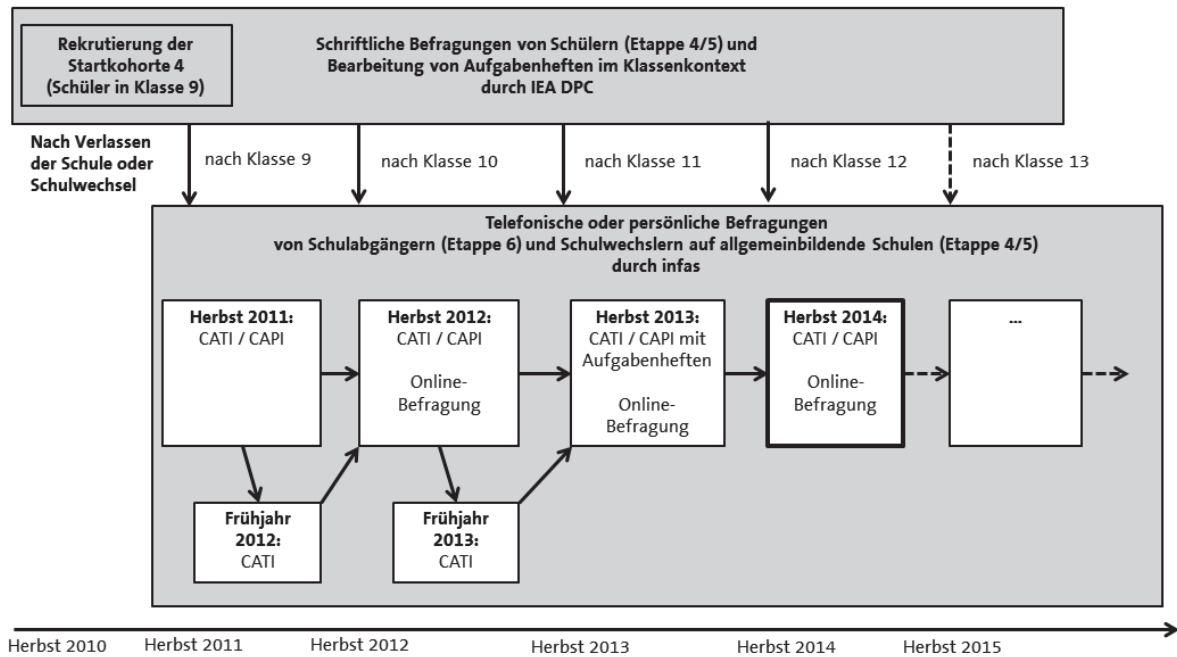 Rekrutierung der
Startkohorte 4
(Schüler in Klasse 9)
Schriftliche Befragungen von Schülern (Etappe 4/5) und
Bearbeitung von Aufgabenheften im Klassenkontext
durch IEA DPC
Nach Verlassen
der Schule oder
Schulwechsel
nach Klasse 9
nach Klasse 10
nach Klasse 11
nach Klasse 12
nach Klasse 13
Telefonische oder persönliche Befragungen
von Schulabgängern (Etappe 6) und Schulwechslern auf allgemeinbildende Schulen (Etappe 4/5)
durch infas
Herbst 2011:
CATI / CAPI
Herbst 2012:
CATI / CAPI
Online-
Befragung
Herbst 2013:
CATI / CAPI mit
Aufgabenheften
Online-
Befragung
Herbst 2014:
CATI / CAPI
Online-
Befragung
...
Frühjahr
2012:
CATI
Frühjahr
2013:
CATI
Herbst 2010
Herbst 2011
Herbst 2012
Herbst 2013
Herbst 2014
Herbst 2015